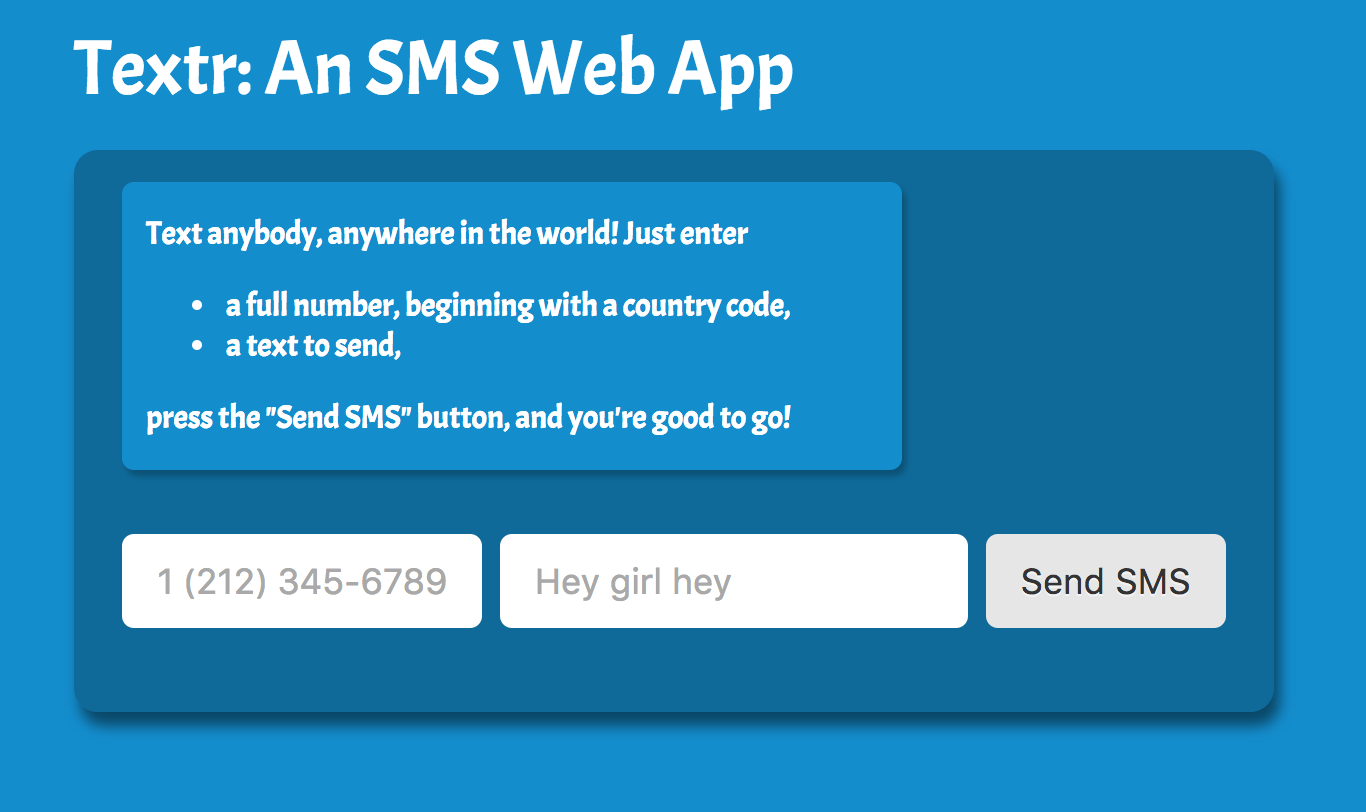 Textr: An SMS Web App
Text anybody, anywhere in the world! Just enter
• a full number, beginning with a country code,
• a text to send,
press the "Send SMS" button, and you're good to go!
1 (212) 345-6789
Hey girl hey
Send SMS